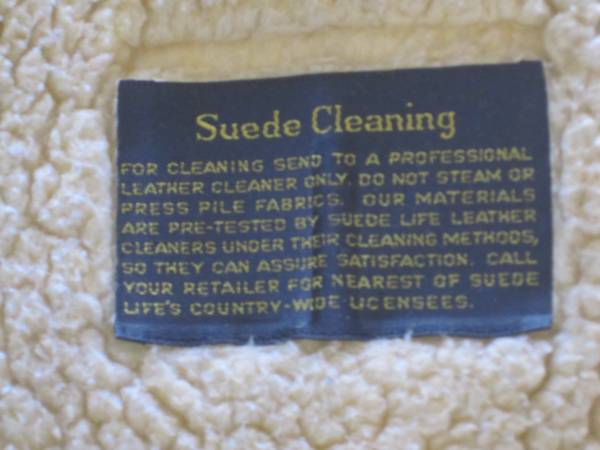 Suede Cleaning
FOR CLEANING SEND TO A PROFESSIONAL
LEATHER CLEANER ONLY. DO NOT STEAM OR
PRESS PILE FABRICS. OUR MATERIALS
ARE PRE-TESTED BY SUEDE LIFE LEATHER
CLEANERS UNDER THEIR CLEANING METHODS,
SO THEY CAN ASSURE SATISFACTION. CALL
YOUR RETAILER FOR NEAREST OF SUEDE
LIFE'S COUNTRY-WIDE LICENSEES.